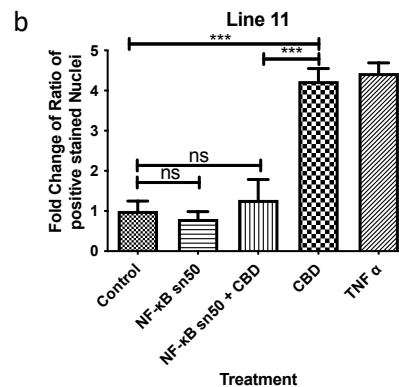 b
Line 11
***
***
ns
ns
Fold Change of Ratio of
positive stained Nuclei
5
4
3
2
1
0
Control
NF-κB sn50
NF-κB sn50 + CBD
CBD
TNF α
Treatment